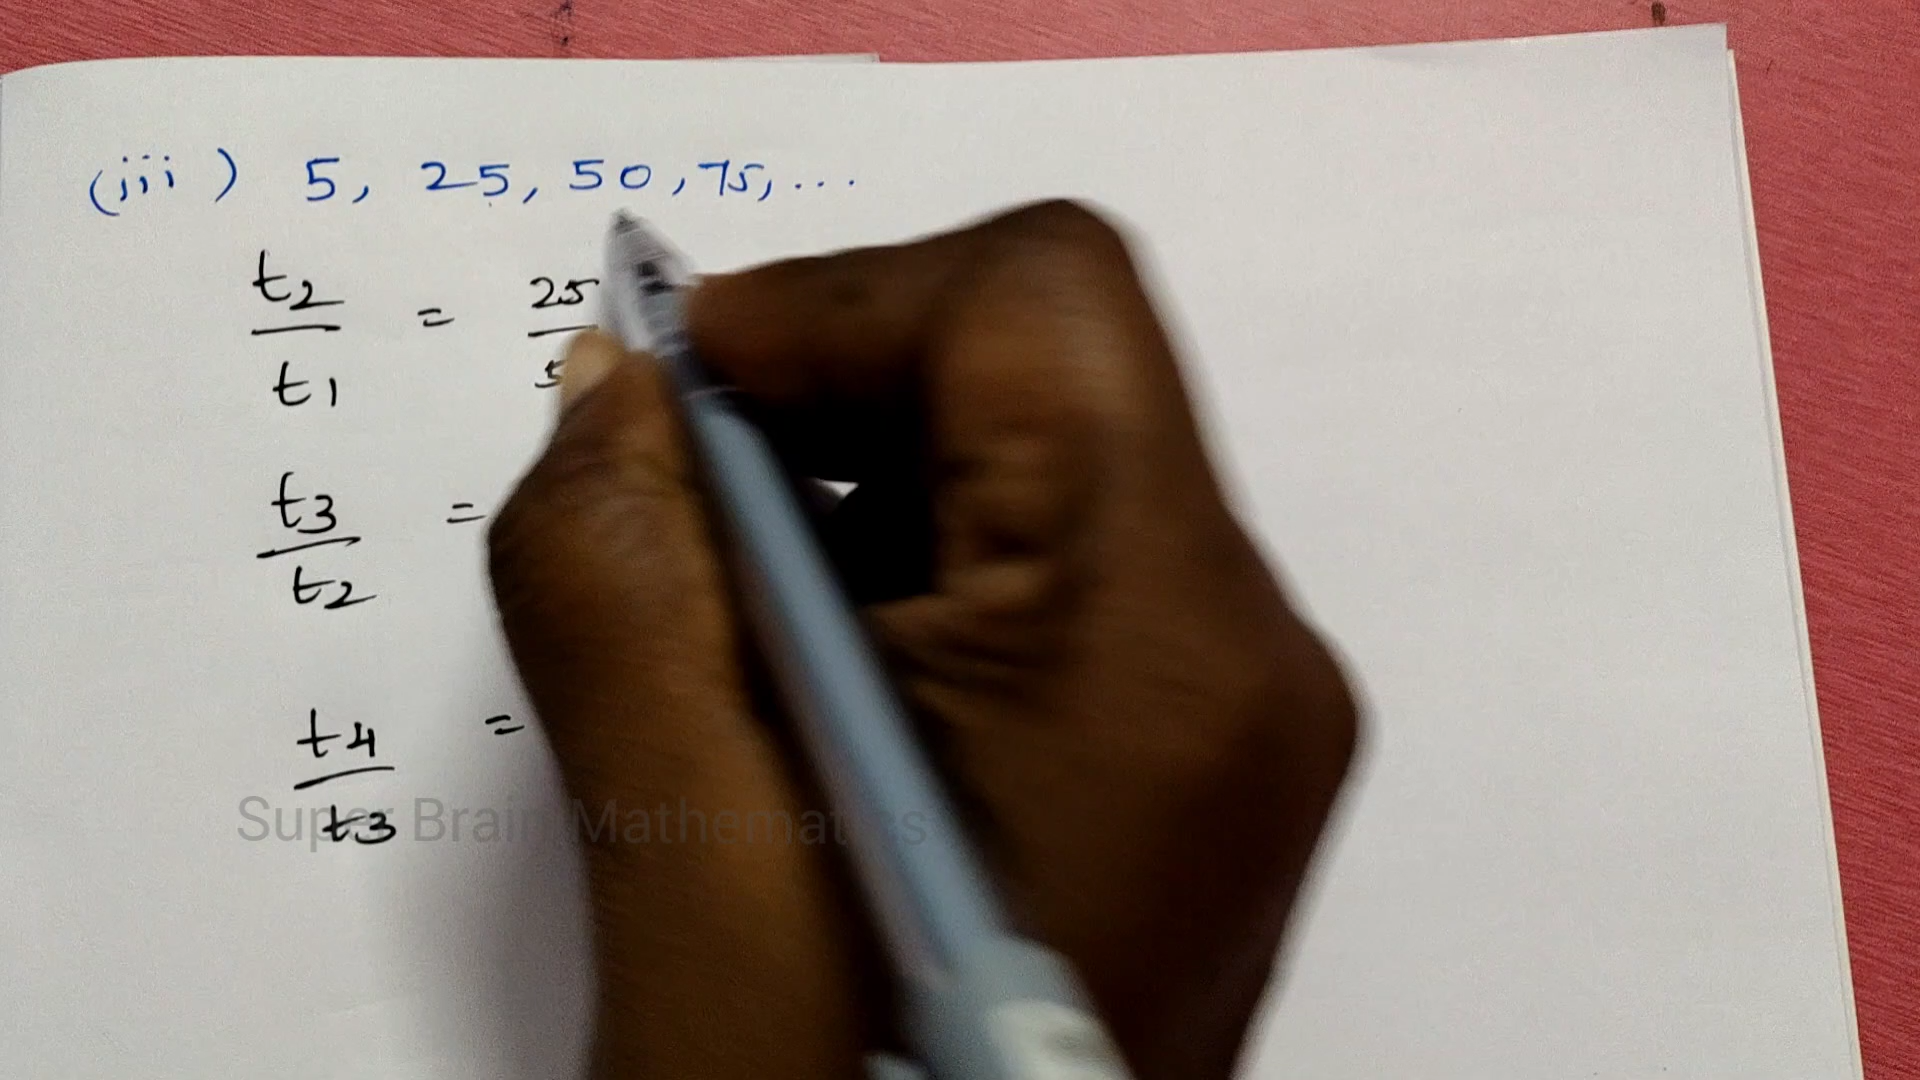 (iii) 5, 25, 50, 75, ...
t2 = 25
t1 5
t3 =
t2
t4 =
t3
Super Brain Mathematics